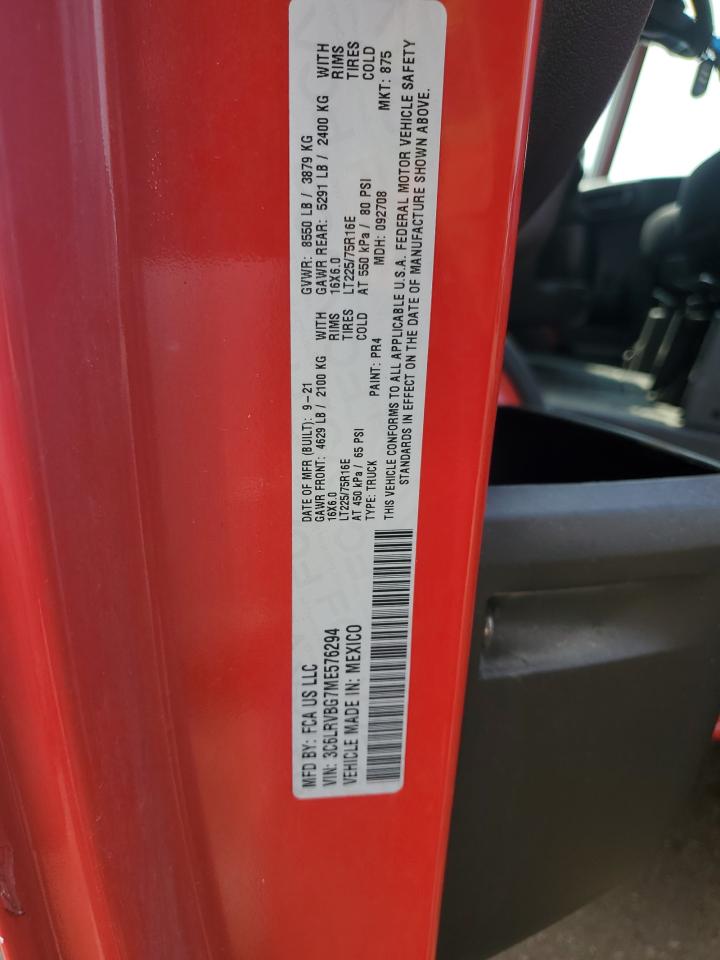 MFD BY: FCA US LLC
VIN: 3C6LRVBG7ME576294
VEHICLE MADE IN: MEXICO
DATE OF MFR (BUILT): 9-21 GVWR: 8550 LB / 3879 KG
GAWR FRONT: 4629 LB / 2100 KG WITH GAWR REAR: 5291 LB / 2400 KG WITH
16X6.0 RIMS 16X6.0 RIMS
LT225/75R16E TIRES LT225/75R16E TIRES
AT 450 kPa / 65 PSI COLD AT 550 kPa / 80 PSI COLD
TYPE: TRUCK PAINT: PR4 MDH: 092708 MKT: 875
THIS VEHICLE CONFORMS TO ALL APPLICABLE U.S.A. FEDERAL MOTOR VEHICLE SAFETY
STANDARDS IN EFFECT ON THE DATE OF MANUFACTURE SHOWN ABOVE.